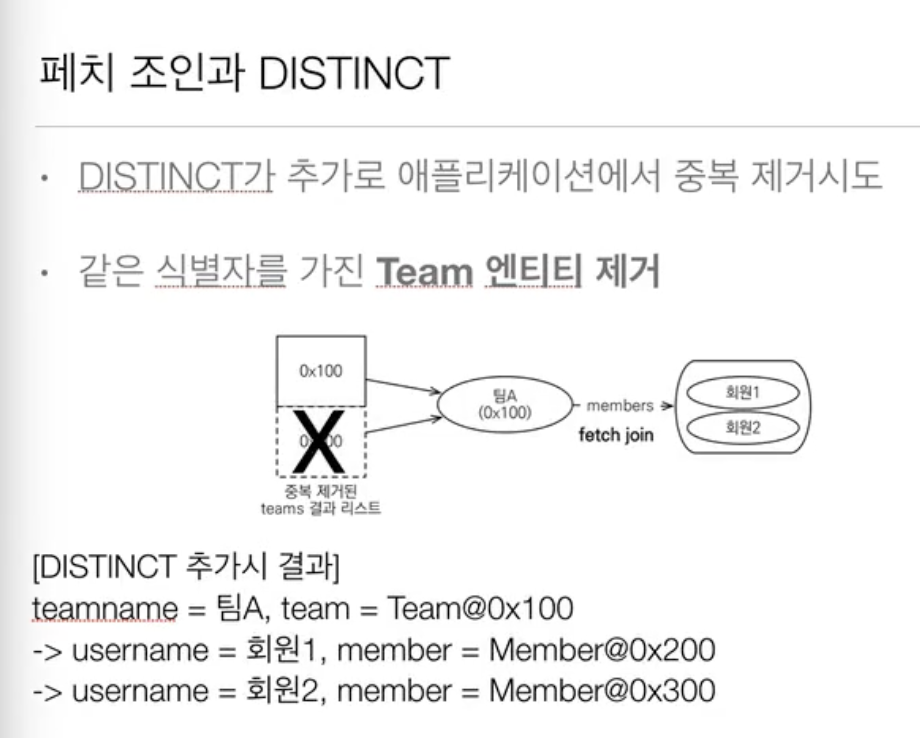 페치 조인과 DISTINCT
• DISTINCT가 추가로 애플리케이션에서 중복 제거시도
• 같은 식별자를 가진 Team 엔티티 제거
0x100
팀A
(0x100)
members
fetch join
회원1
회원2
중복 제거된
teams 결과 리스트
[DISTINCT 추가시 결과]
teamname = 팀A, team = Team@0x100
-> username = 회원1, member = Member@0x200
-> username = 회원2, member = Member@0x300